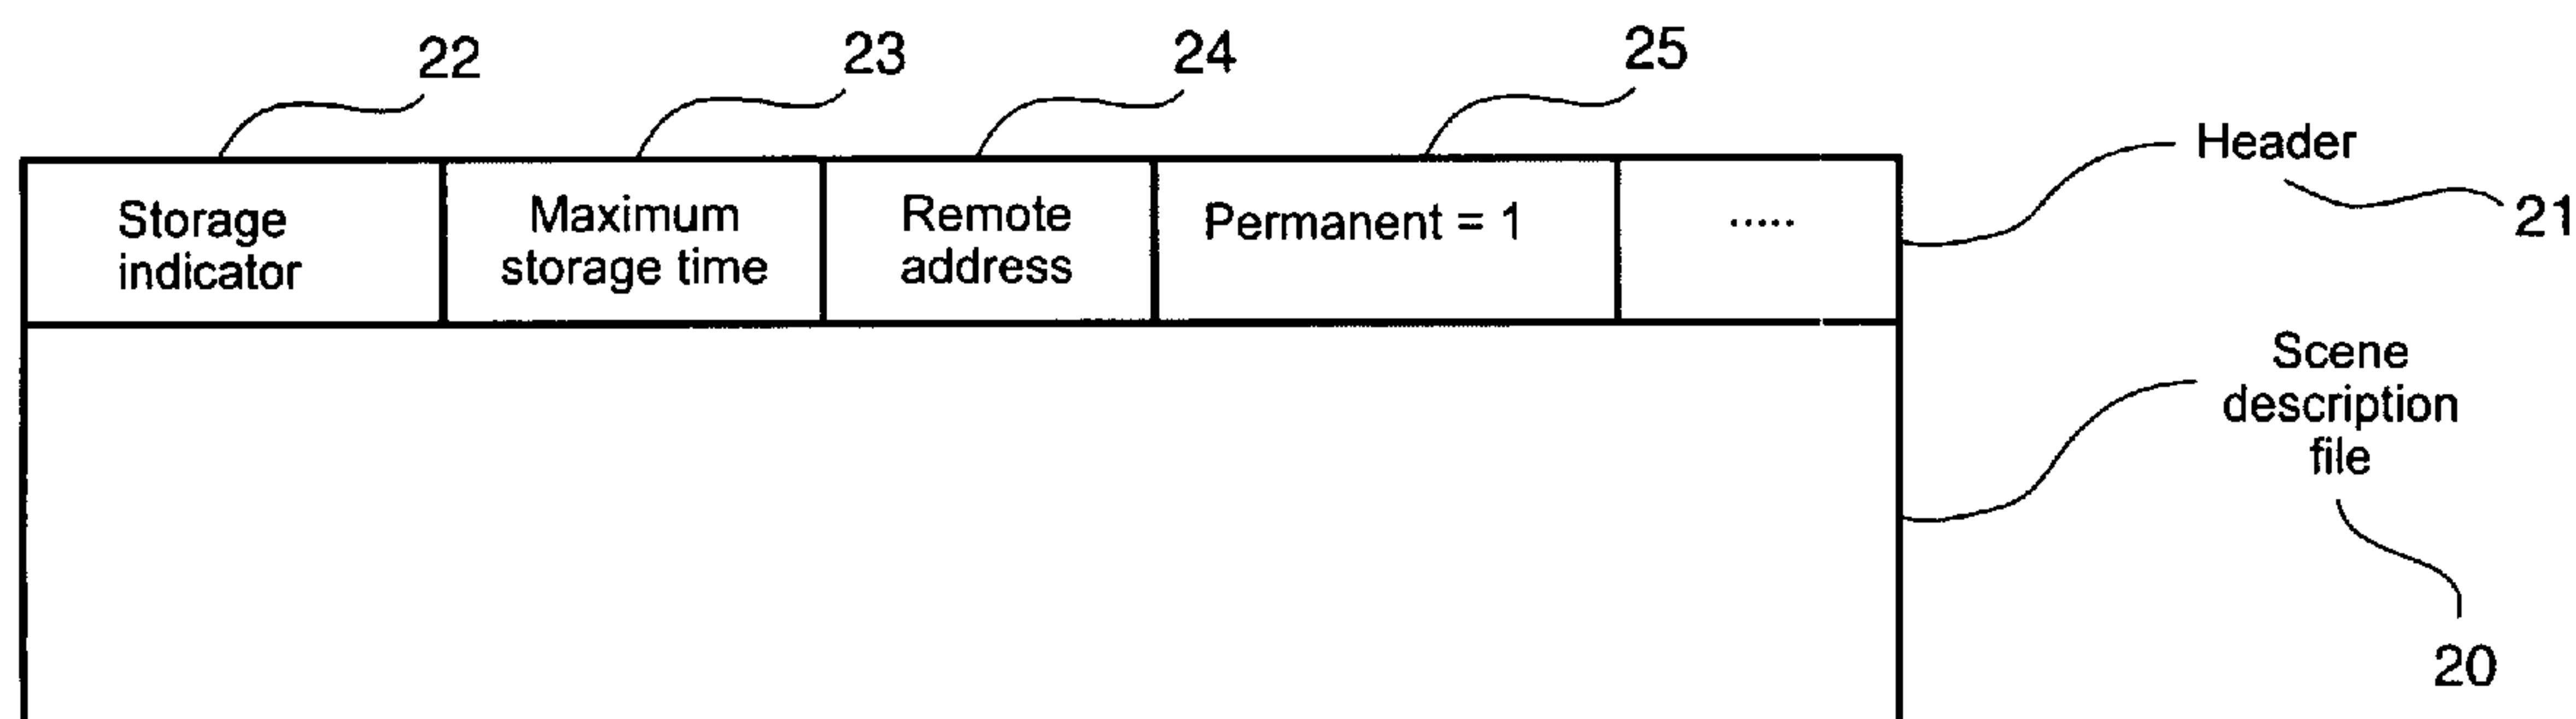 22
23
24
25
Header
21
Storage
indicator
Maximum
storage time
Remote
address
Permanent = 1
.....
Scene
description
file
20